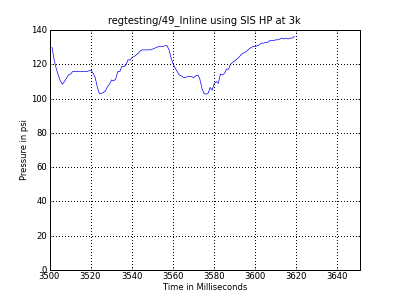 regtesting/49_Inline using SIS HP at 3k
140
120
100
80
60
40
20
0
Pressure in psi
3500 3520 3540 3560 3580 3600 3620 3640
Time in Milliseconds